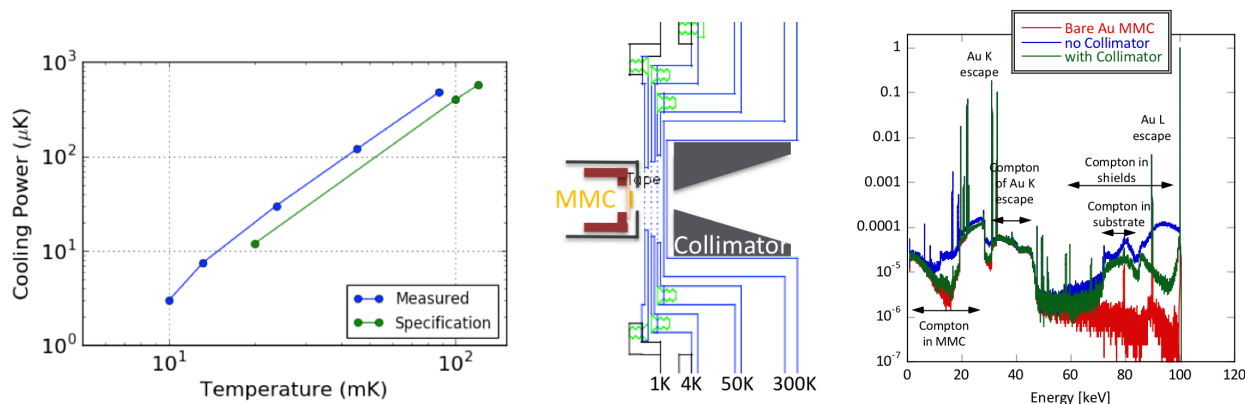 10³
10²
10¹
10⁰
Cooling Power (μK)
10¹
10²
Temperature (mK)
Measured
Specification
Tape
MMC
Collimator
1K
4K
50K
300K
Bare Au MMC
no Collimator
with Collimator
1
0.1
0.01
0.001
0.0001
10⁻⁵
10⁻⁶
10⁻⁷
Au K
escape
Au L
escape
Compton
of Au K
escape
Compton in
shields
Compton in
substrate
Compton
in MMC
0
20
40
60
80
100
120
Energy [keV]